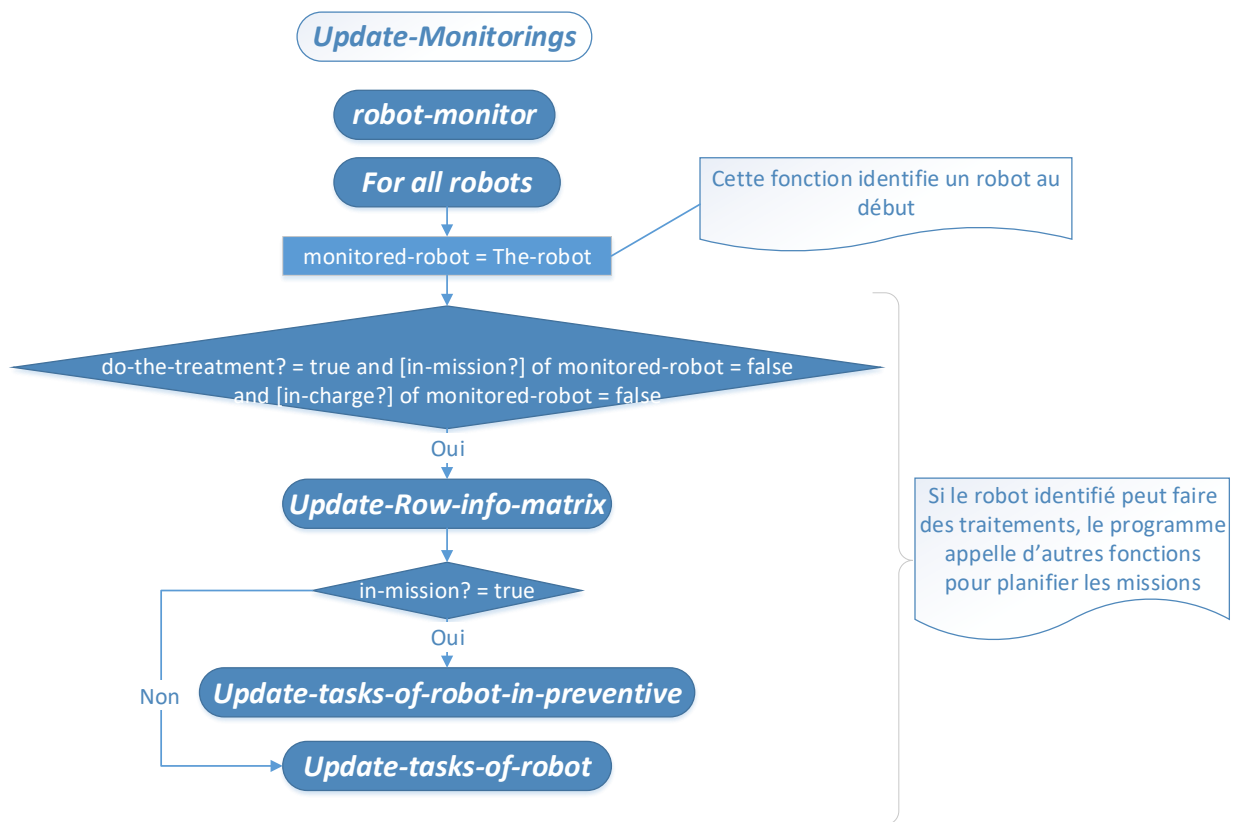 Update-Monitorings
robot-monitor
For all robots
Cette fonction identifie un robot au
début
monitored-robot = The-robot
do-the-treatment? = true and [in-mission?] of monitored-robot = false
and [in-charge?] of monitored-robot = false
Oui
Update-Row-info-matrix
Si le robot identifié peut faire
des traitements, le programme
appelle d’autres fonctions
pour planifier les missions
in-mission? = true
Oui
Non
Update-tasks-of-robot-in-preventive
Update-tasks-of-robot